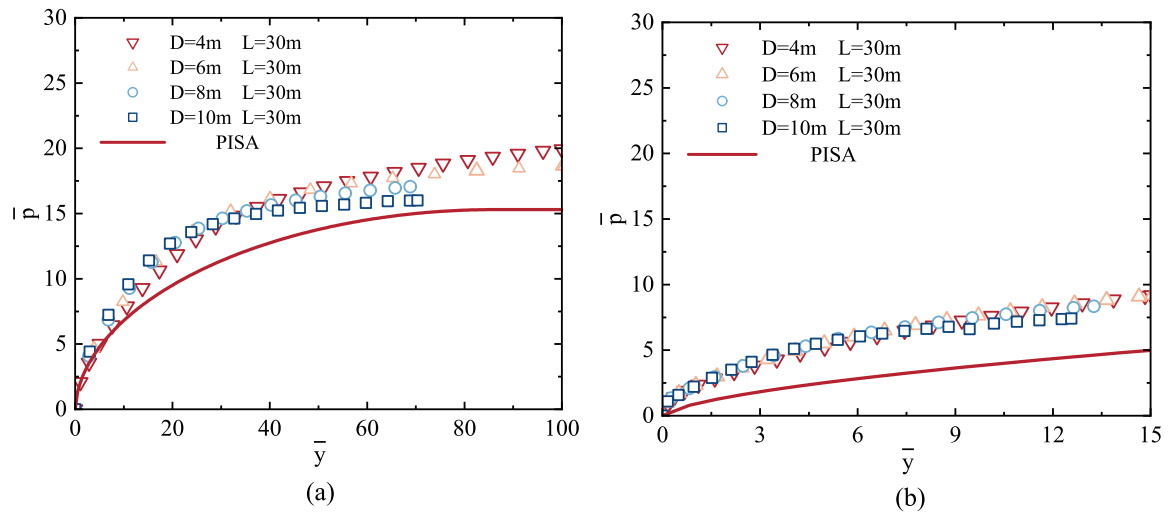 30
25
20
15
10
5
0
p̅
D=4m L=30m
D=6m L=30m
D=8m L=30m
D=10m L=30m
PISA
0 20 40 60 80 100
y̅
(a)
30
25
20
15
10
5
0
p̅
D=4m L=30m
D=6m L=30m
D=8m L=30m
D=10m L=30m
PISA
0 3 6 9 12 15
y̅
(b)